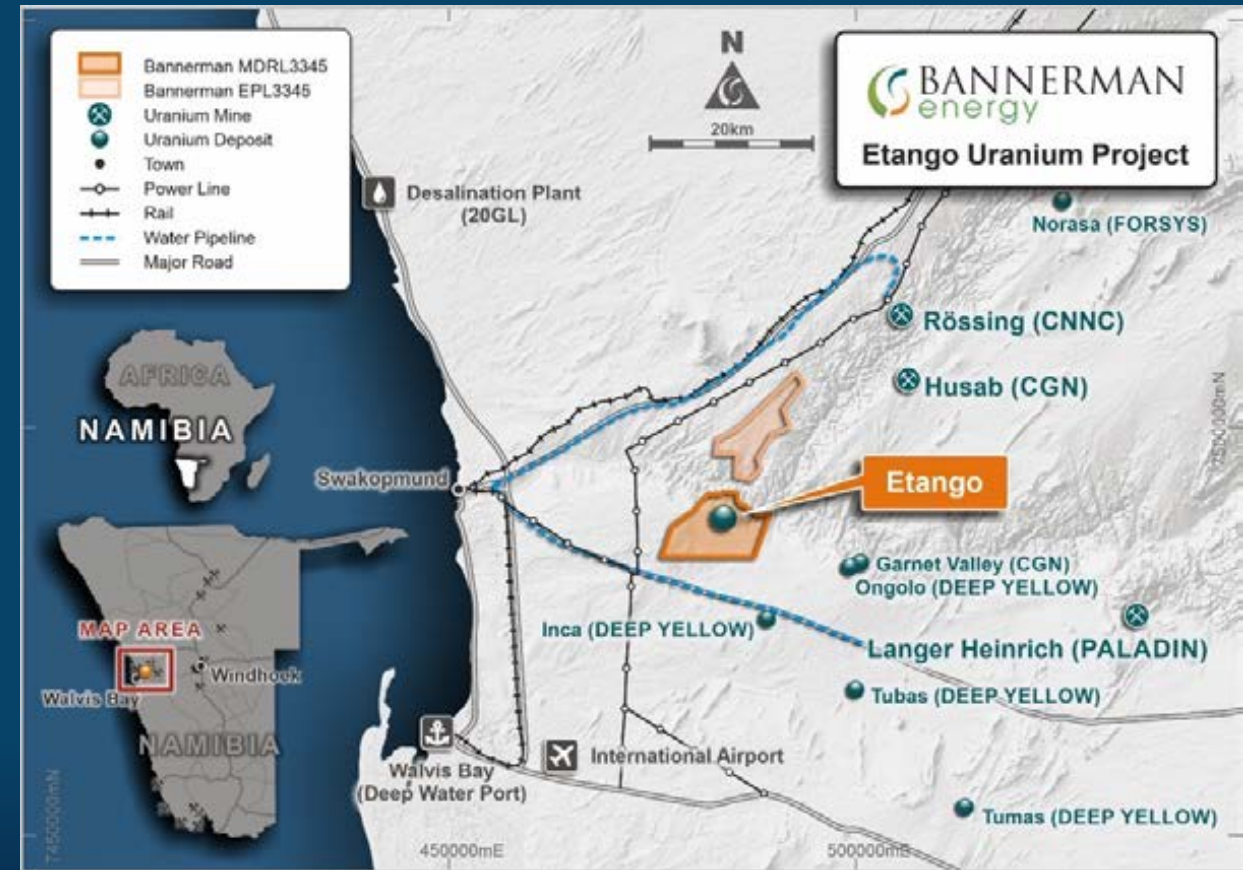 Bannerman MDRL3345
Bannerman EPL3345
Uranium Mine
Uranium Deposit
Town
Power Line
Rail
Water Pipeline
Major Road
N
20km
BANNERMAN
energy
Etango Uranium Project
Desalination Plant
(20GL)
Norasa (FORSYS)
Rössing (CNNC)
Husab (CGN)
AFRICA
NAMIBIA
Swakopmund
Etango
7500000mN
Garnet Valley (CGN)
Ongolo (DEEP YELLOW)
Inca (DEEP YELLOW)
Langer Heinrich (PALADIN)
MAP AREA
Windhoek
Walvis Bay
NAMIBIA
Tubas (DEEP YELLOW)
Walvis Bay
(Deep Water Port)
International Airport
Tumas (DEEP YELLOW)
7450000mN
450000mE
500000mE